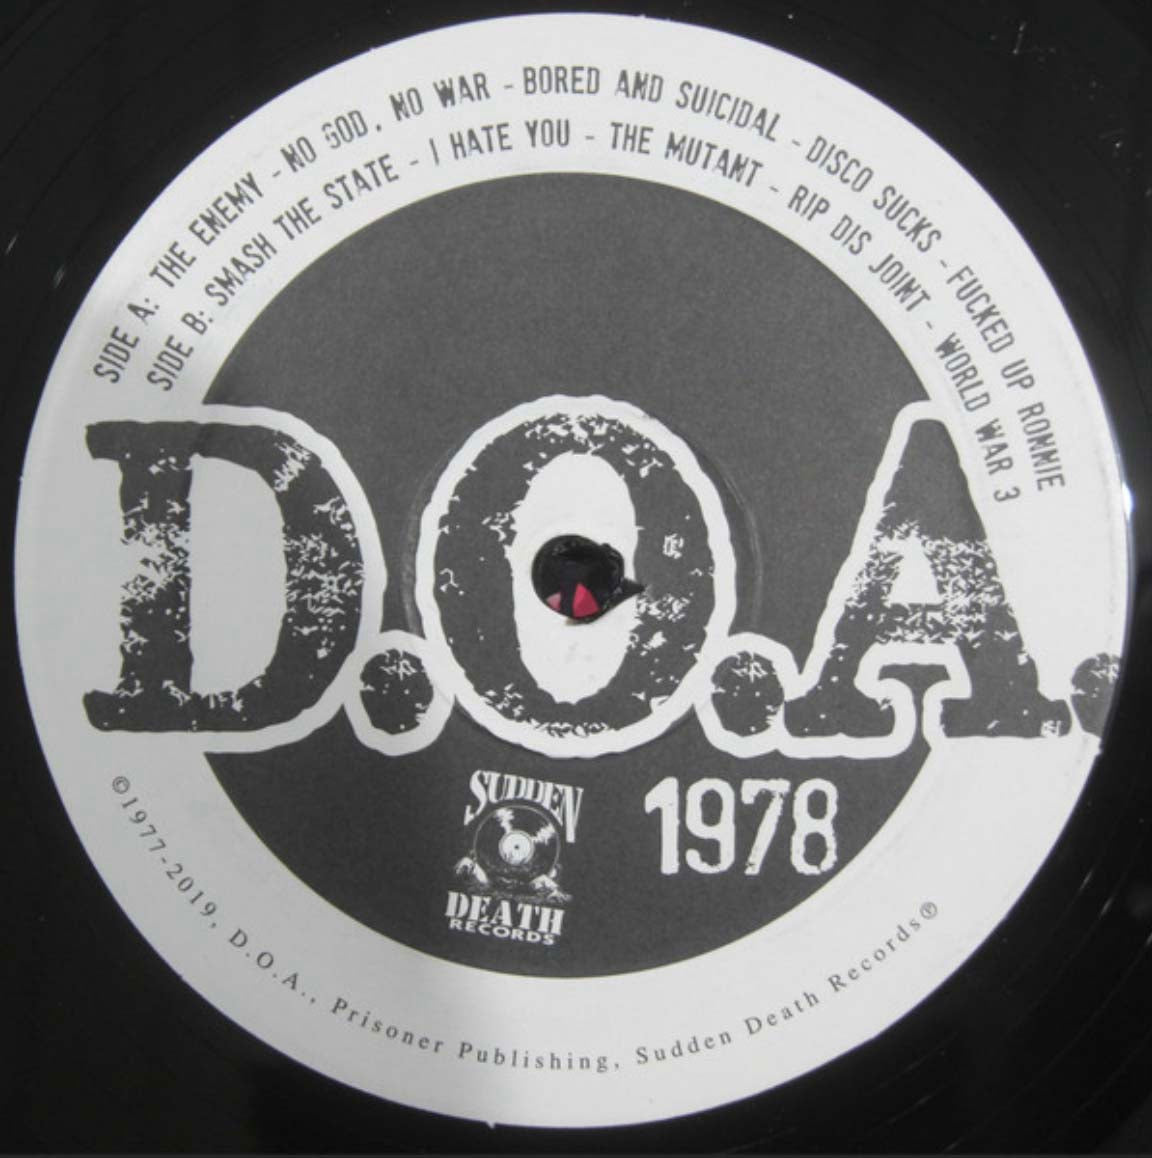 SIDE A: THE ENEMY - NO GOD, NO WAR - BORED AND SUICIDAL - DISCO SUCKS - FUCKED UP RONNIE
SIDE B: SMASH THE STATE - I HATE YOU - THE MUTANT - RIP DIS JOINT - WORLD WAR 3
D.O.A.
1978
SUDDEN
DEATH
RECORDS
©1977-2019, D.O.A., Prisoner Publishing, Sudden Death Records℗